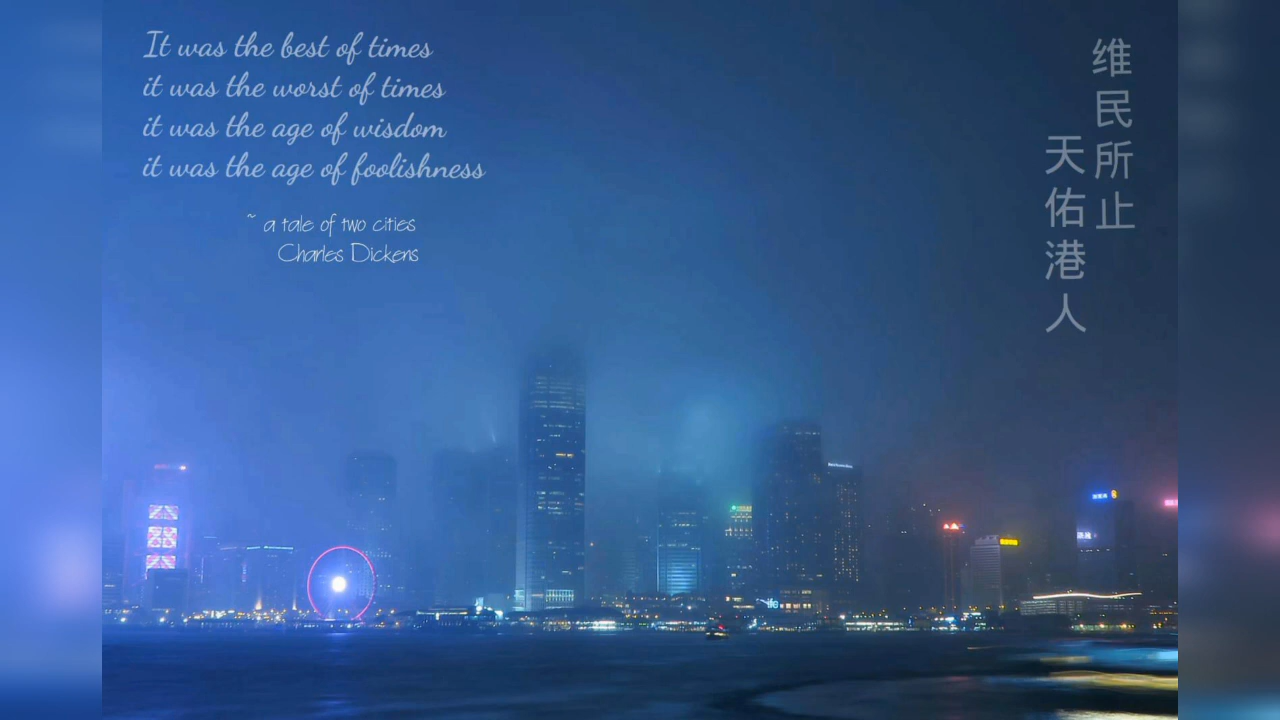 It was the best of times
it was the worst of times
it was the age of wisdom
it was the age of foolishness
~ a tale of two cities
Charles Dickens
维民所止
天佑港人